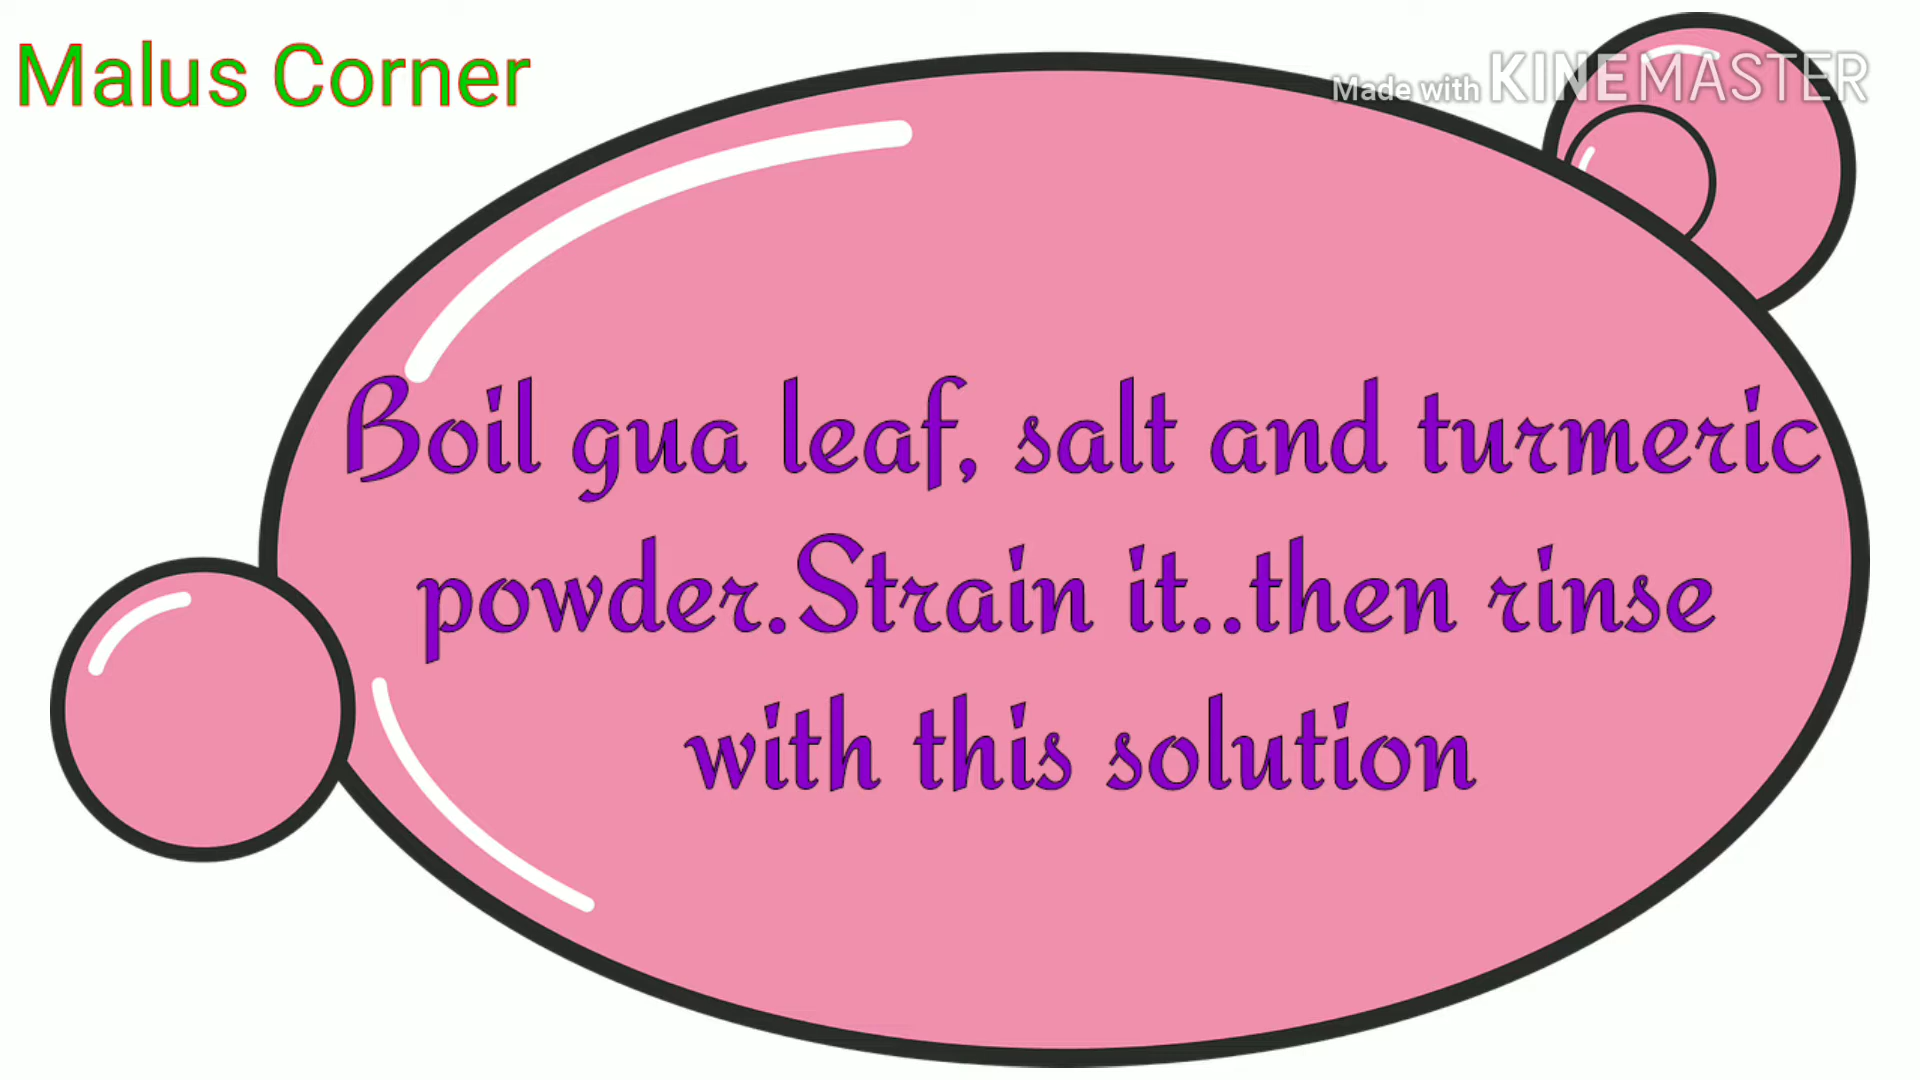 Malus Corner
Made with KINEMASTER
Boil gua leaf, salt and turmeric
powder.Strain it..then rinse
with this solution